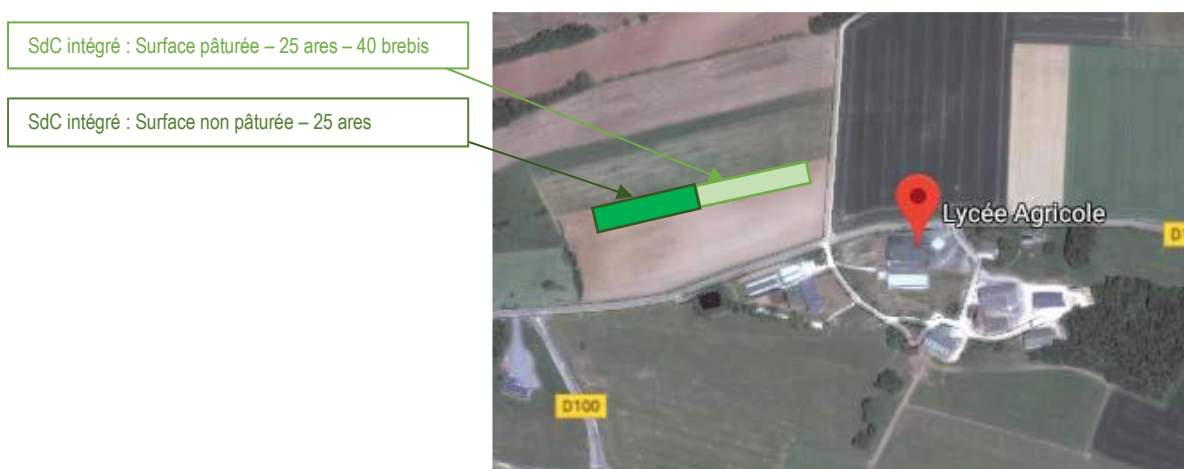 SdC intégré : Surface pâturée – 25 ares – 40 brebis
SdC intégré : Surface non pâturée – 25 ares
Lycée Agricole
D100